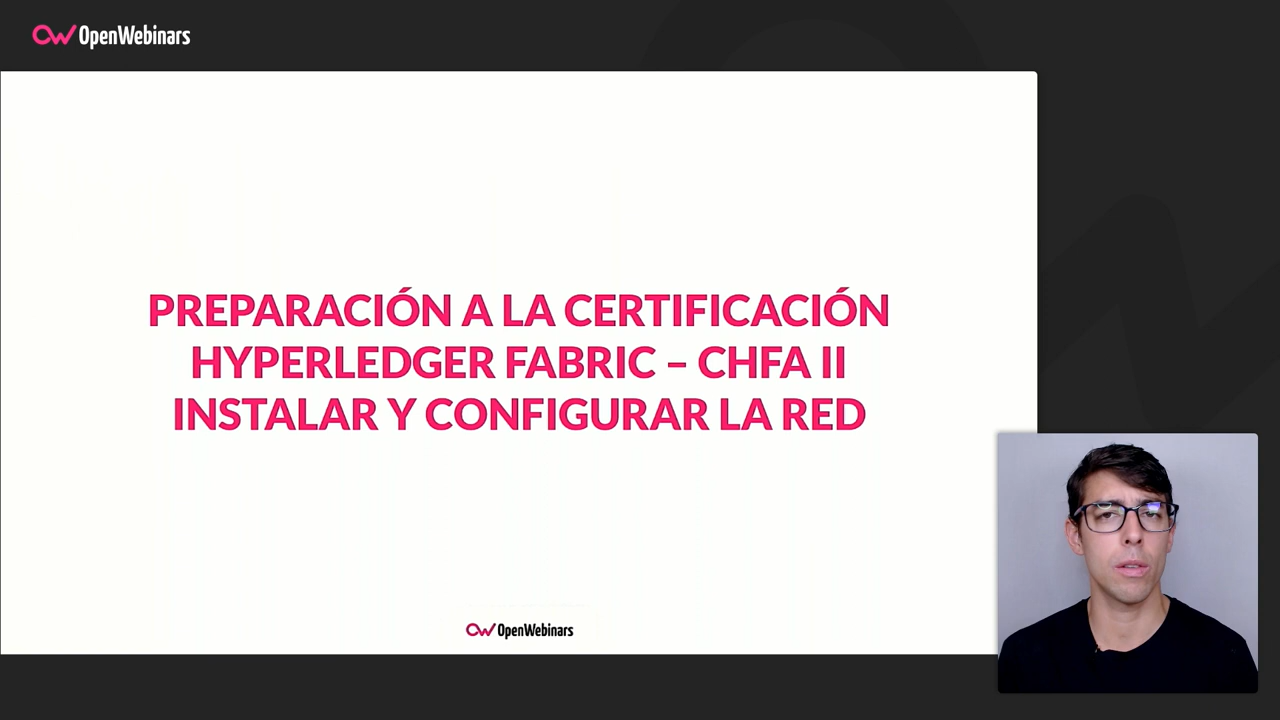 OpenWebinars
PREPARACIÓN A LA CERTIFICACIÓN
HYPERLEDGER FABRIC – CHFA II
INSTALAR Y CONFIGURAR LA RED
OpenWebinars